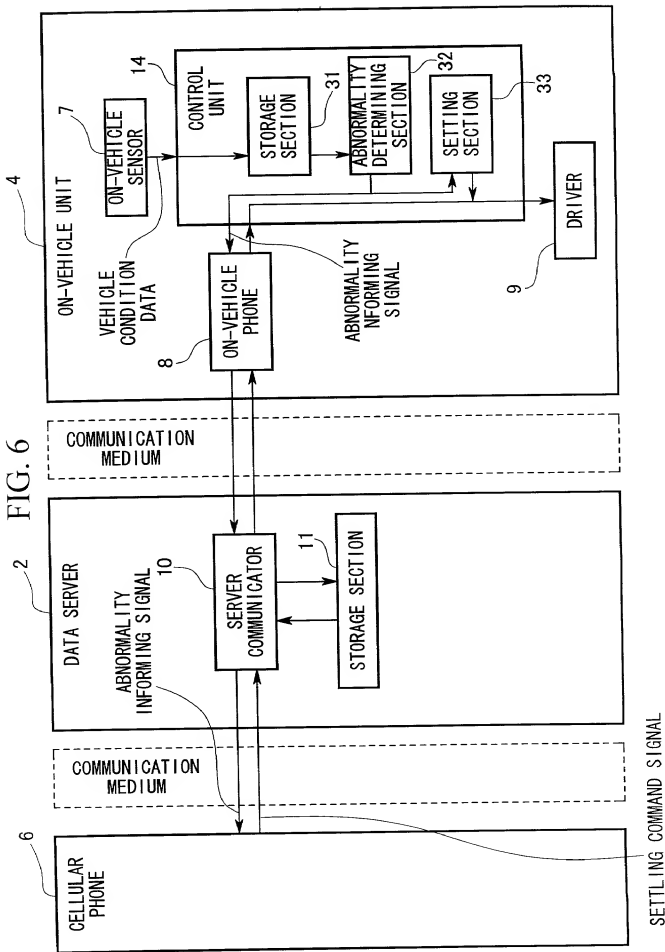 FIG. 6
6
CELLULAR
PHONE
COMMUNICATION
MEDIUM
SETTLING COMMAND SIGNAL
2
DATA SERVER
ABNORMALITY
INFORMING SIGNAL
10
SERVER
COMMUNICATOR
11
STORAGE SECTION
COMMUNICATION
MEDIUM
4
ON-VEHICLE UNIT
7
ON-VEHICLE
SENSOR
VEHICLE
CONDITION
DATA
8
ON-VEHICLE
PHONE
ABNORMALITY
NFORMING
SIGNAL
14
CONTROL
UNIT
STORAGE
SECTION
31
ABNORMALITY
DETERMINING
SECTION
32
SETTING
SECTION
33
9
DRIVER